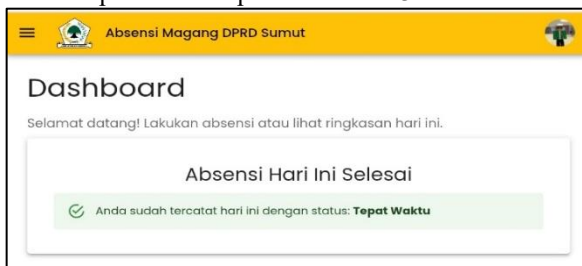 Absensi Magang DPRD Sumut
Dashboard
Selamat datang! Lakukan absensi atau lihat ringkasan hari ini.
Absensi Hari Ini Selesai
Anda sudah tercatat hari ini dengan status: Tepat Waktu